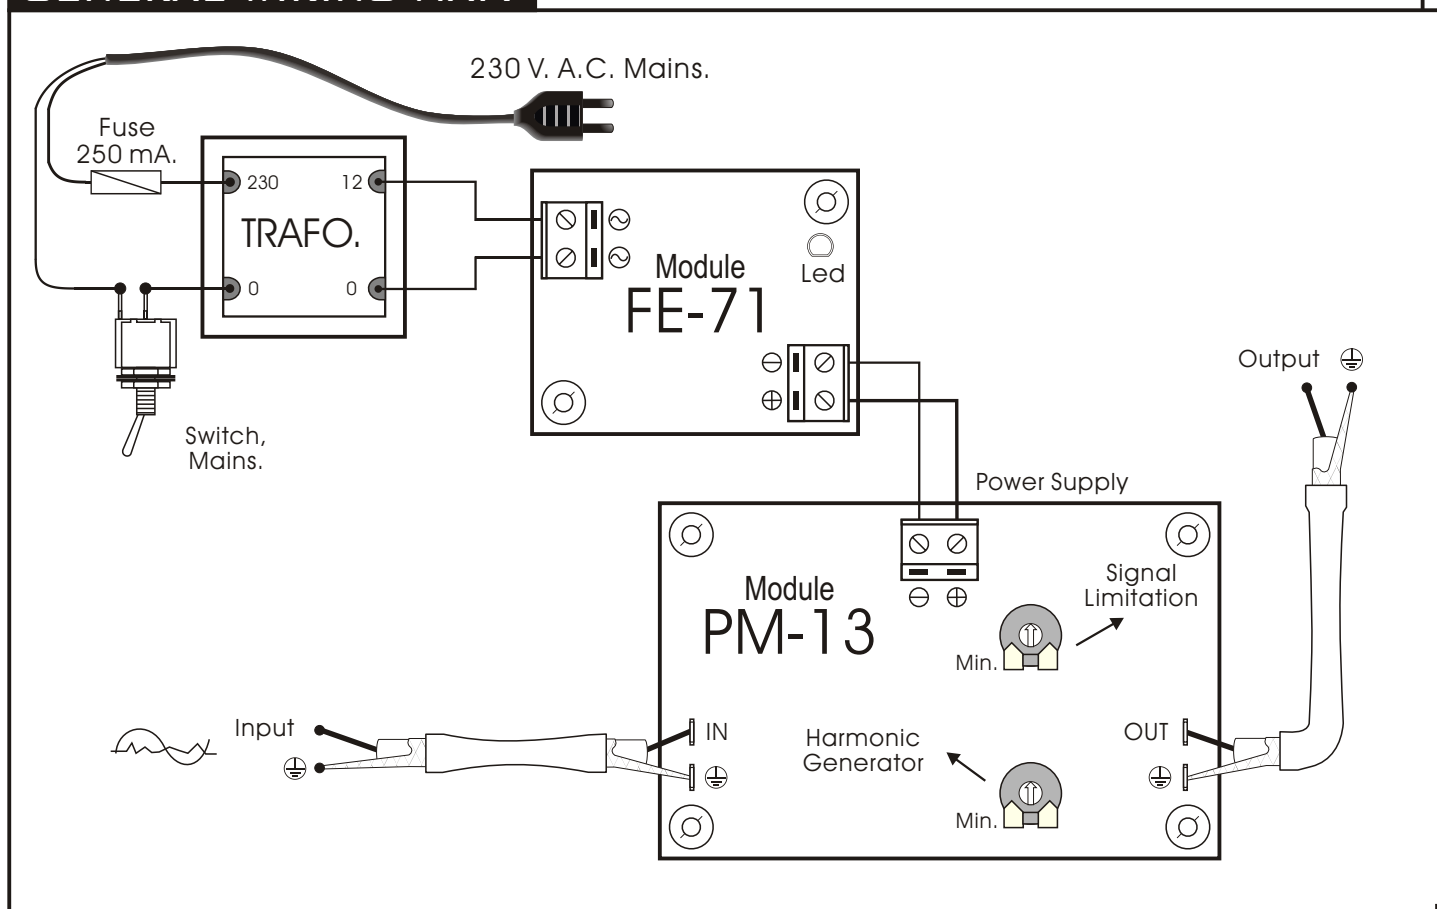 230 V. A.C. Mains.
Fuse
250 mA.
230
12
TRAFO.
0
0
Switch,
Mains.
Module
FE-71
Led
Output
Power Supply
Module
PM-13
Signal
Limitation
Min.
Input
IN
Harmonic
Generator
Min.
OUT